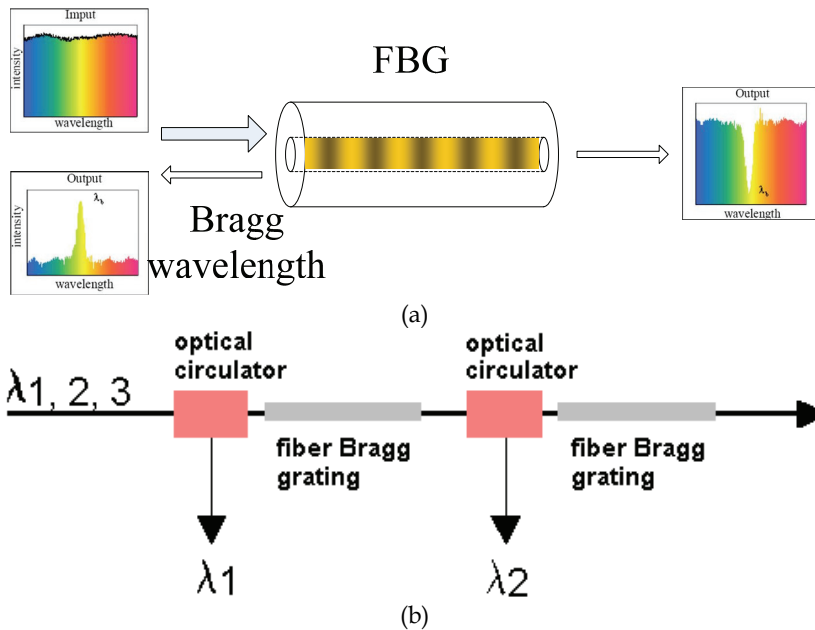 Imput
intensity
wavelength
FBG
Output
λb
wavelength
Output
λb
intensity
wavelength
Bragg
wavelength
(a)
optical
circulator
optical
circulator
λ1, 2, 3
fiber Bragg
grating
fiber Bragg
grating
λ1
λ2
(b)